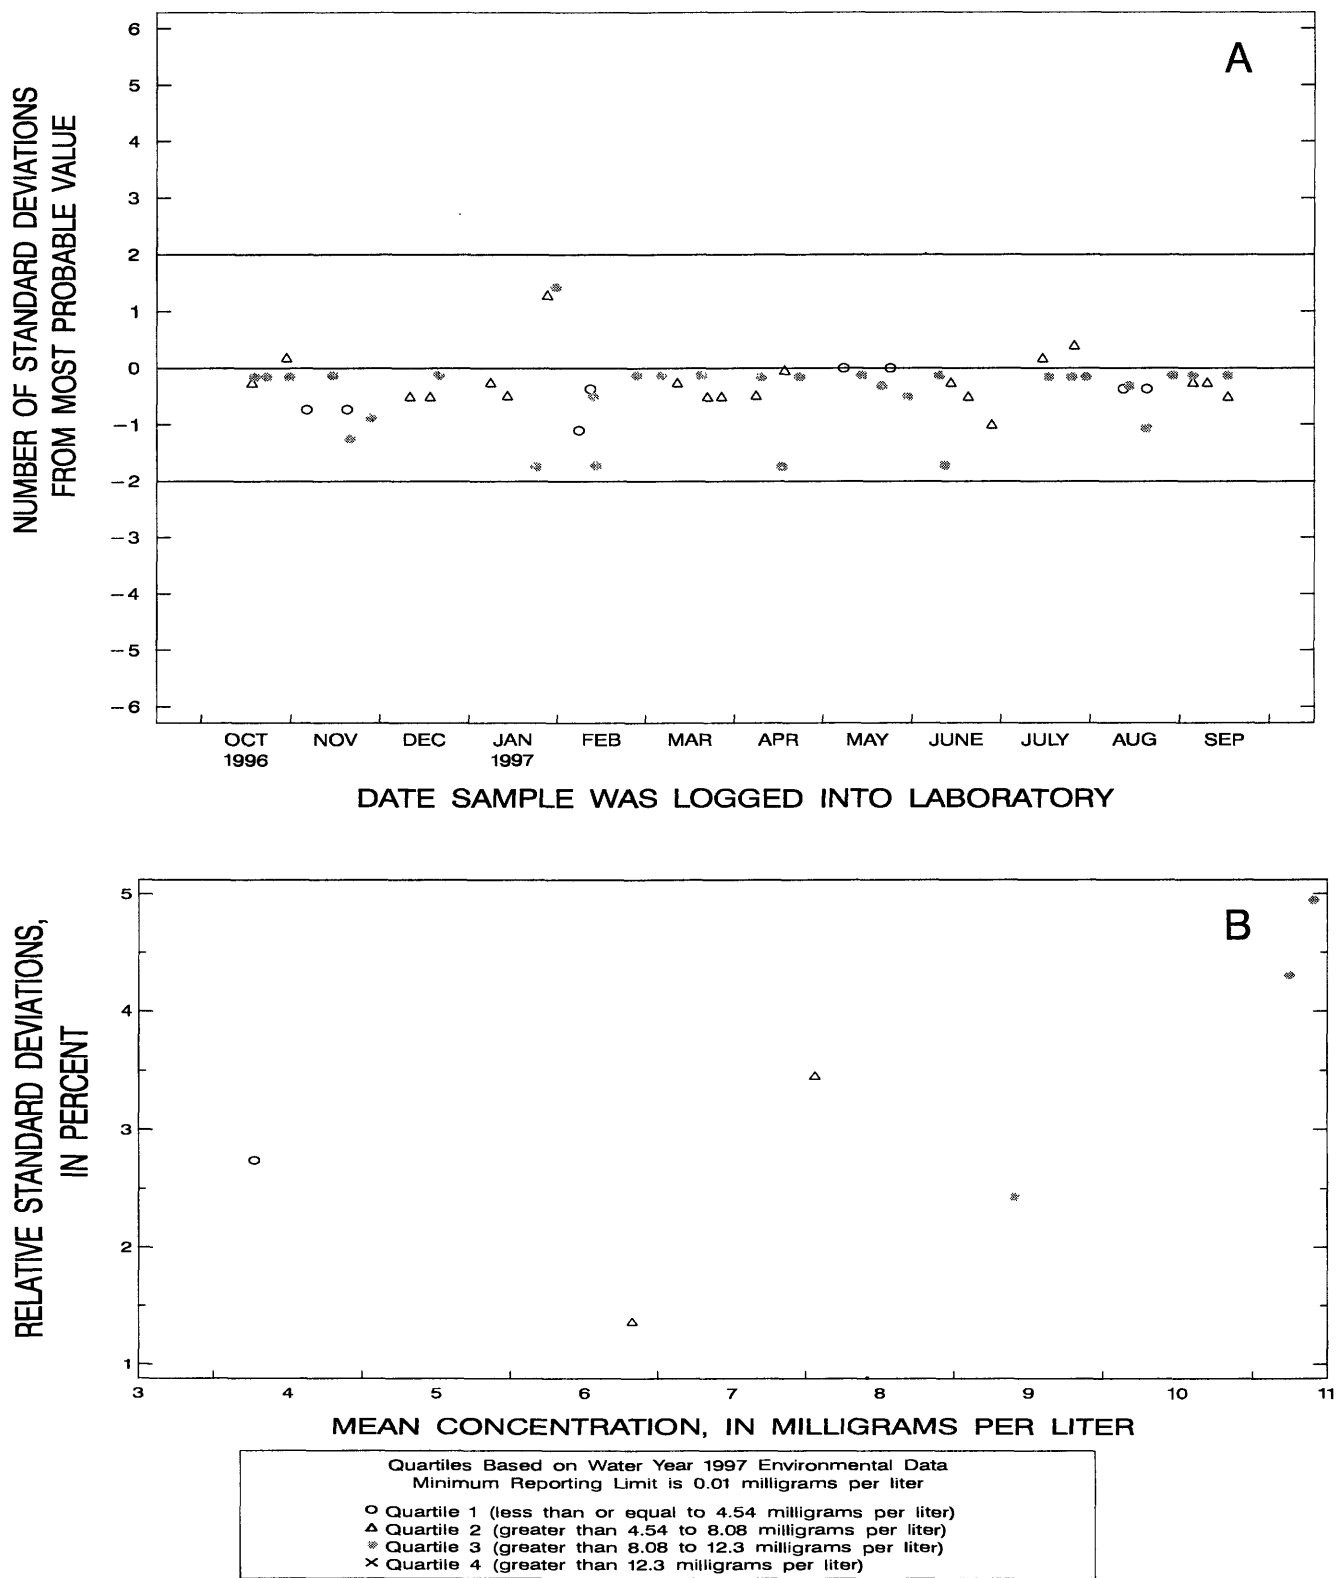 A
NUMBER OF STANDARD DEVIATIONS
FROM MOST PROBABLE VALUE
6
5
4
3
2
1
0
−1
−2
−3
−4
−5
−6
OCT NOV DEC JAN FEB MAR APR MAY JUNE JULY AUG SEP
1996 1997
DATE SAMPLE WAS LOGGED INTO LABORATORY
B
RELATIVE STANDARD DEVIATIONS,
IN PERCENT
5
4
3
2
1
3 4 5 6 7 8 9 10 11
MEAN CONCENTRATION, IN MILLIGRAMS PER LITER
Quartiles Based on Water Year 1997 Environmental Data
Minimum Reporting Limit is 0.01 milligrams per liter
Quartile 1 (less than or equal to 4.54 milligrams per liter)
Quartile 2 (greater than 4.54 to 8.08 milligrams per liter)
Quartile 3 (greater than 8.08 to 12.3 milligrams per liter)
Quartile 4 (greater than 12.3 milligrams per liter)